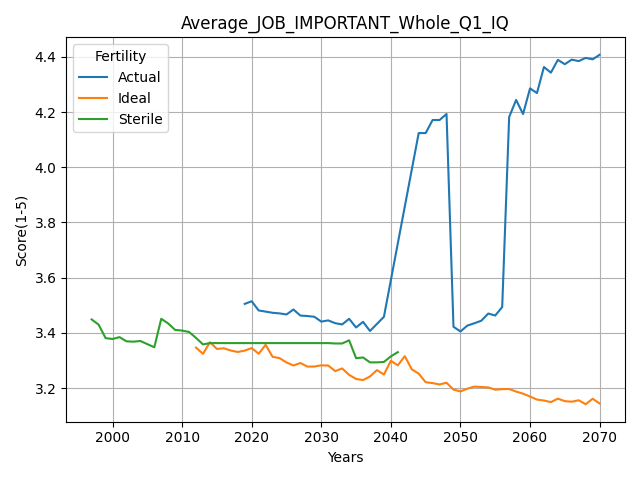 Average_JOB_IMPORTANT_Whole_Q1_IQ
Fertility
Actual
Ideal
Sterile
Score(1-5)
4.4
4.2
4.0
3.8
3.6
3.4
3.2
2000 2010 2020 2030 2040 2050 2060 2070
Years